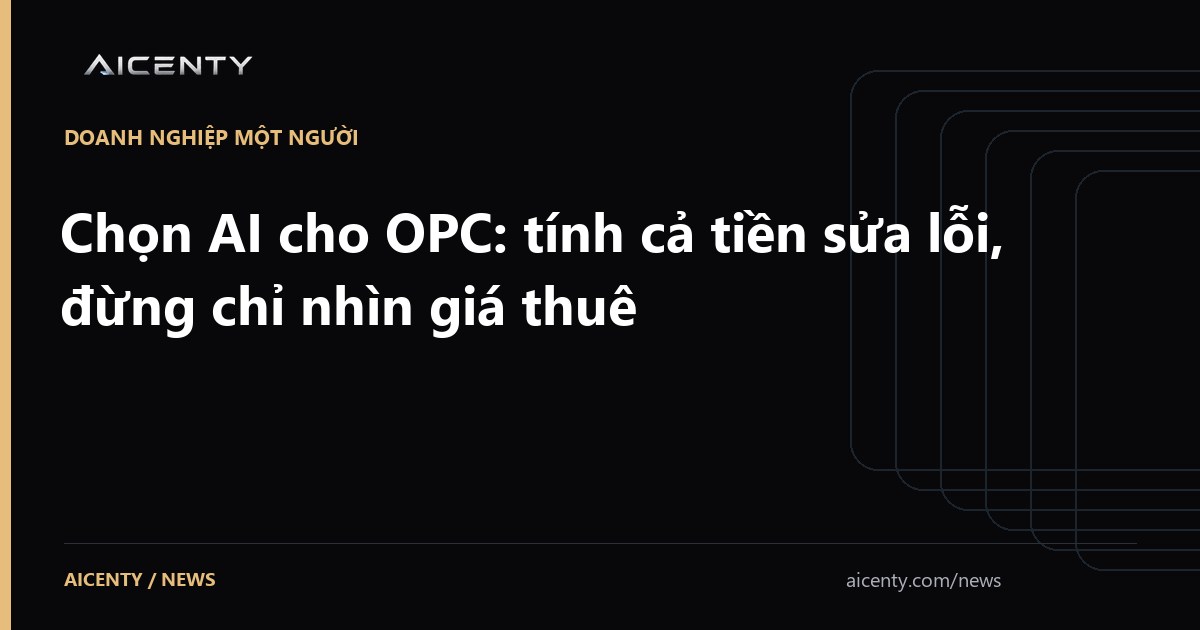 AICENTY
DOANH NGHIỆP MỘT NGƯỜI
Chọn AI cho OPC: tính cả tiền sửa lỗi,
đừng chỉ nhìn giá thuê
AICENTY / NEWS
aicenty.com/news